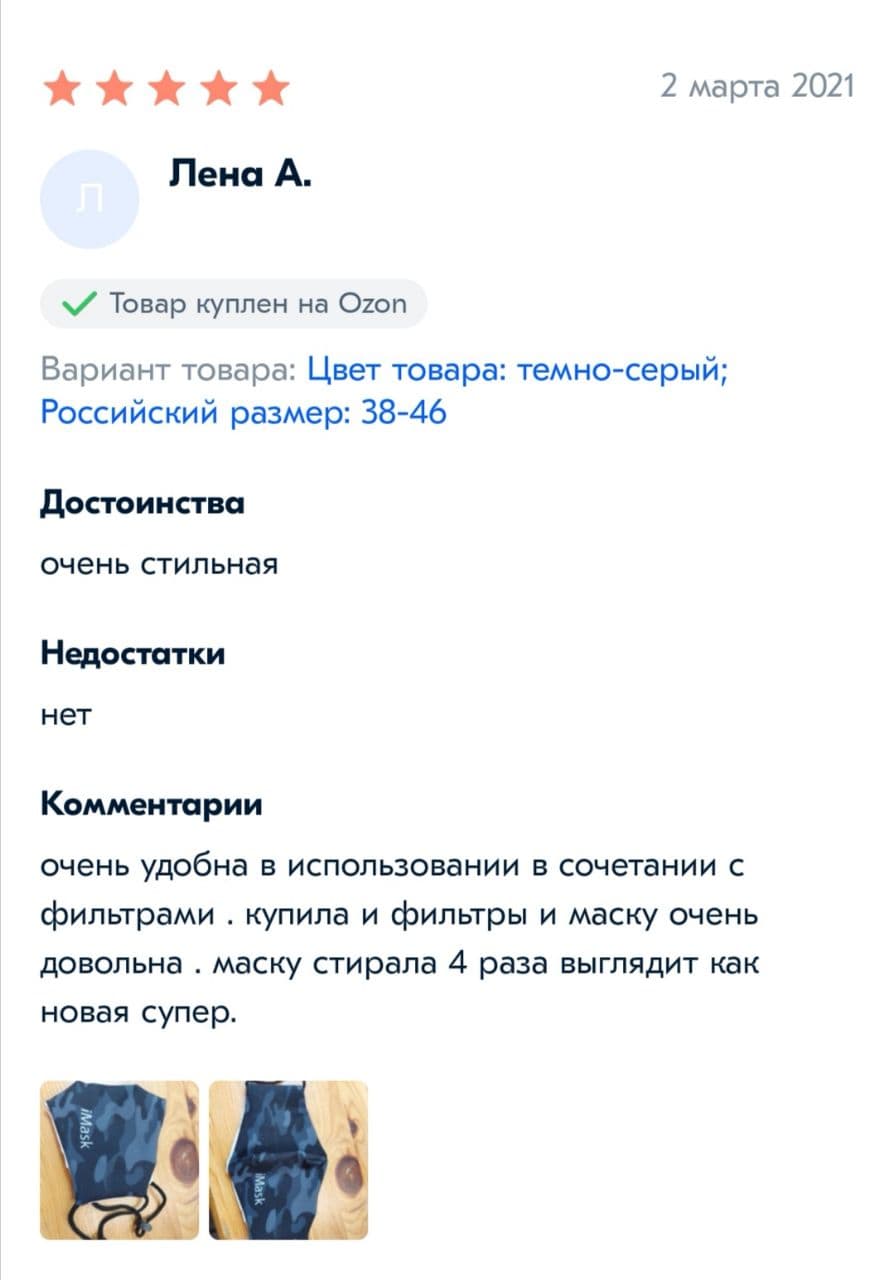 2 марта 2021
Л
Лена А.
Товар куплен на Ozon
Вариант товара: Цвет товара: темно-серый;
Российский размер: 38-46
Достоинства
очень стильная
Недостатки
нет
Комментарии
очень удобна в использовании в сочетании с
фильтрами . купила и фильтры и маску очень
довольна . маску стирала 4 раза выглядит как
новая супер.
iMask
iMask